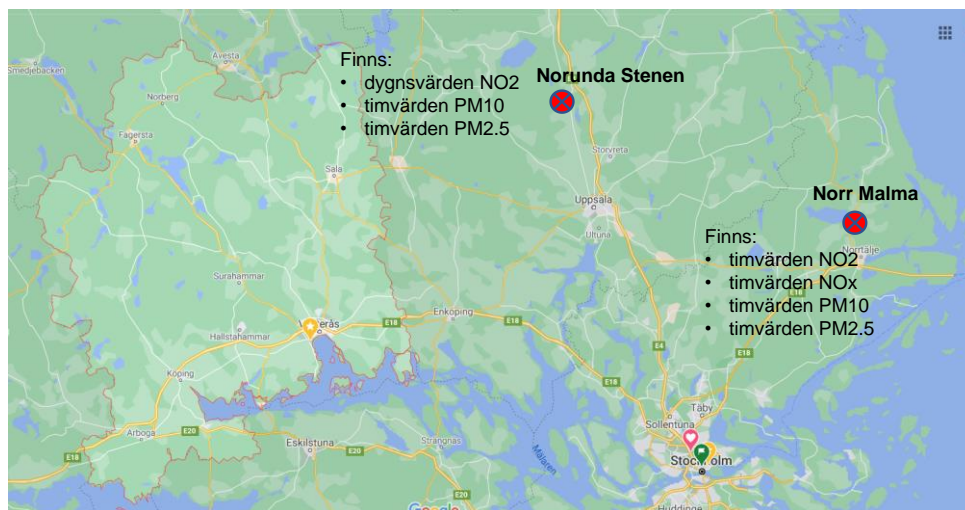 Finns:
• dygnsvärden NO2
• timvärden PM10
• timvärden PM2.5
Norunda Stenen
Norr Malma
Finns:
• timvärden NO2
• timvärden NOx
• timvärden PM10
• timvärden PM2.5
Avesta
Smedjebacken
Norberg
Fagersta
Sala
Storvreta
Uppsala
Ultuna
Norrtälje
E18
Surahammar
Hallstahammar
E18
Enköping
E18
E4
Köping
E18
Täby
Sollentuna
Arboga
E20
Eskilstuna
Strängnäs
Mälaren
Stockholm
E18
E20
E20
Google
Huddinge